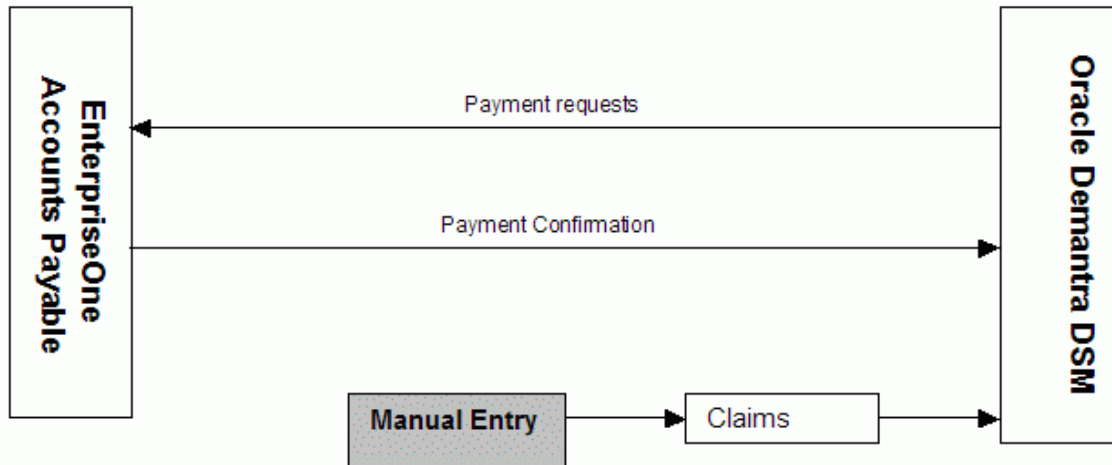 EnterpriseOne
Accounts Payable
Payment requests
Oracle Demantra DSM
Payment Confirmation
Manual Entry
Claims